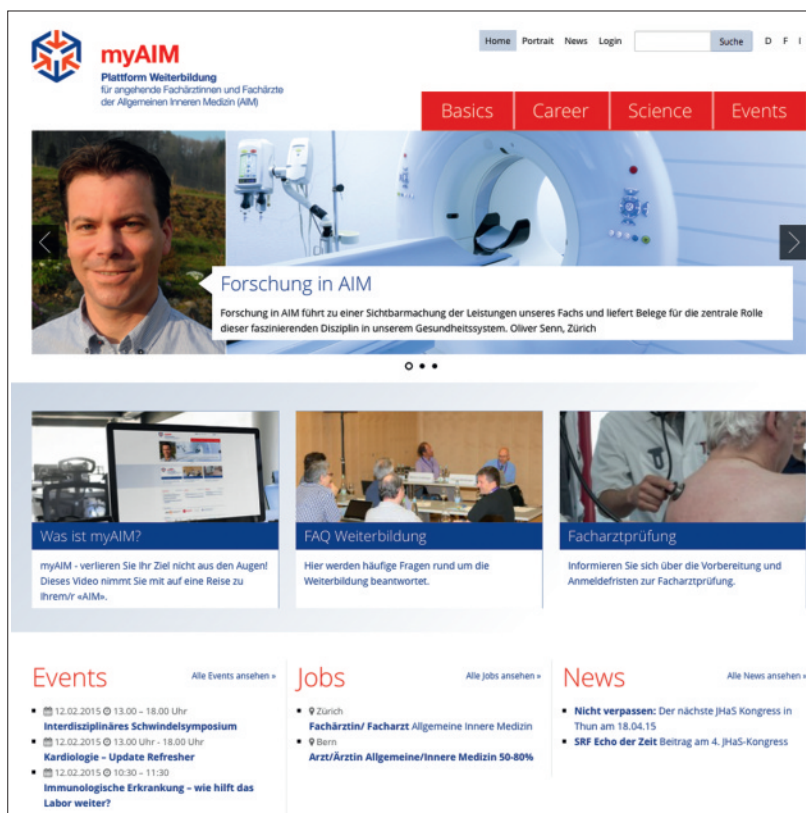 Home Portrait News Login Suche D F I
myAIM
Plattform Weiterbildung
für angehende Fachärztinnen und Fachärzte
der Allgemeinen Inneren Medizin (AIM)
Basics Career Science Events
Forschung in AIM
Forschung in AIM führt zu einer Sichtbarmachung der Leistungen unseres Fachs und liefert Belege für die zentrale Rolle
dieser faszinierenden Disziplin in unserem Gesundheitssystem. Oliver Senn, Zürich
Was ist myAIM?
myAIM - verlieren Sie Ihr Ziel nicht aus den Augen!
Dieses Video nimmt Sie mit auf eine Reise zu
Ihrem/r «AIM».
FAQ Weiterbildung
Hier werden häufige Fragen rund um die
Weiterbildung beantwortet.
Facharztprüfung
Informieren Sie sich über die Vorbereitung und
Anmeldefristen zur Facharztprüfung.
Events Alle Events ansehen »
12.02.2015 13.00 – 18.00 Uhr
Interdisziplinäres Schwindelsymposium
12.02.2015 13.00 Uhr - 18.00 Uhr
Kardiologie – Update Refresher
12.02.2015 10:30 – 11:30
Immunologische Erkrankung – wie hilft das
Labor weiter?
Jobs Alle Jobs ansehen »
Zürich
Fachärztin/ Facharzt Allgemeine Innere Medizin
Bern
Arzt/Ärztin Allgemeine/Innere Medizin 50-80%
News Alle News ansehen »
Nicht verpassen: Der nächste JHaS Kongress in
Thun am 18.04.15
SRF Echo der Zeit Beitrag am 4. JHaS-Kongress